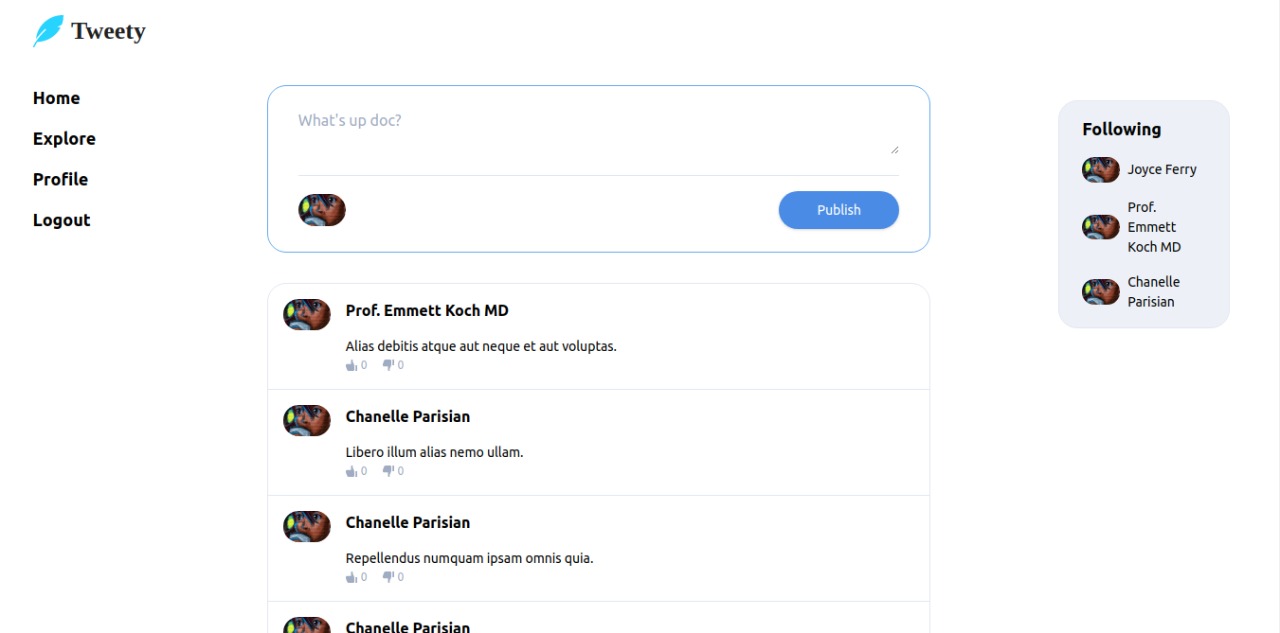 Tweety
Home
Explore
Profile
Logout
What's up doc?
Publish
Prof. Emmett Koch MD
Alias debitis atque aut neque et aut voluptas.
0 0
Chanelle Parisian
Libero illum alias nemo ullam.
0 0
Chanelle Parisian
Repellendus numquam ipsam omnis quia.
0 0
Chanelle Parisian
Following
Joyce Ferry
Prof.
Emmett
Koch MD
Chanelle
Parisian